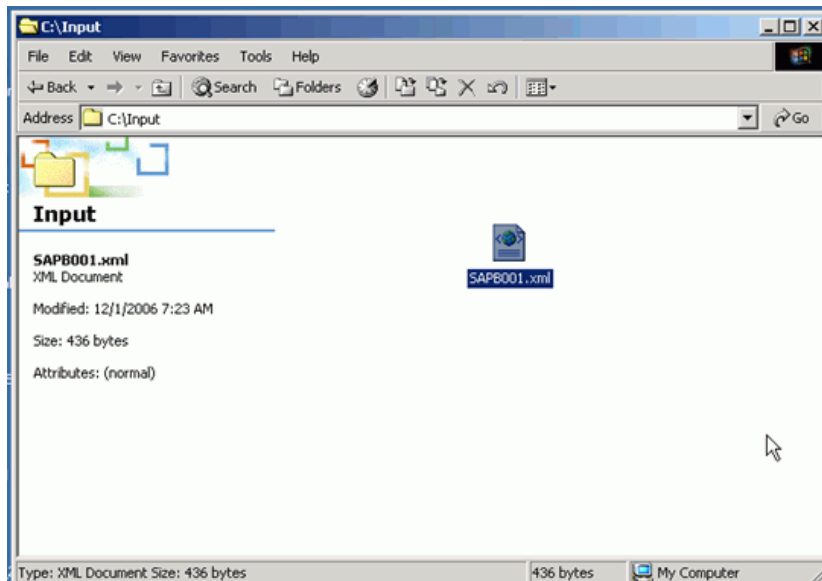 C:\Input
File Edit View Favorites Tools Help
Back Search Folders
Address C:\Input Go
Input
SAPB001.xml
XML Document
Modified: 12/1/2006 7:23 AM
Size: 436 bytes
Attributes: (normal)
SAPB001.xml
Type: XML Document Size: 436 bytes 436 bytes My Computer